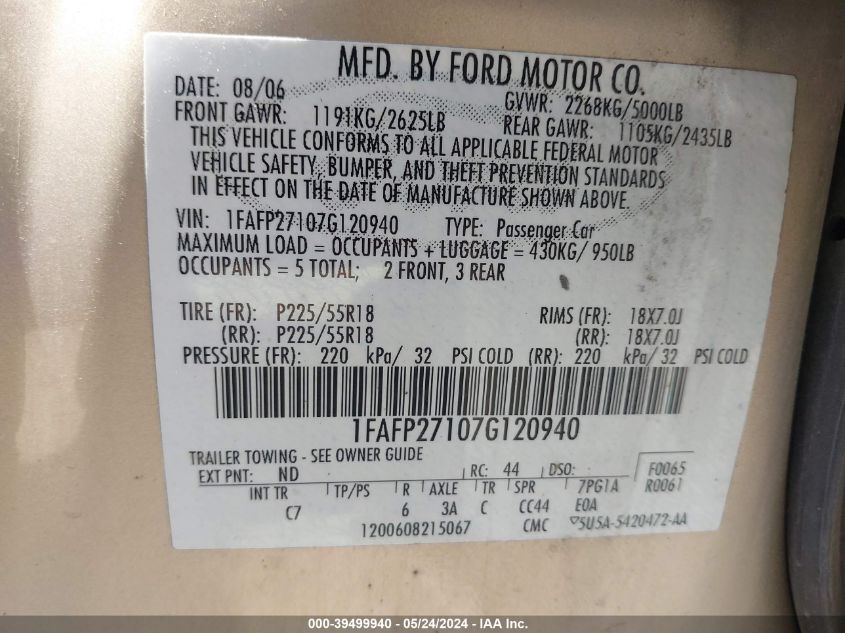 MFD. BY FORD MOTOR CO.
DATE: 08/06 GVWR: 2268KG/5000LB
FRONT GAWR: 1191KG/2625LB REAR GAWR: 1105KG/2435LB
THIS VEHICLE CONFORMS TO ALL APPLICABLE FEDERAL MOTOR
VEHICLE SAFETY, BUMPER, AND THEFT PREVENTION STANDARDS
IN EFFECT ON THE DATE OF MANUFACTURE SHOWN ABOVE.
VIN: 1FAFP27107G120940 TYPE: Passenger Car
MAXIMUM LOAD = OCCUPANTS + LUGGAGE = 430KG/ 950LB
OCCUPANTS = 5 TOTAL; 2 FRONT, 3 REAR
TIRE (FR): P225/55R18 RIMS (FR): 18X7.0J
(RR): P225/55R18 (RR): 18X7.0J
PRESSURE (FR): 220 kPa/ 32 PSI COLD (RR): 220 kPa/ 32 PSI COLD
1FAFP27107G120940
TRAILER TOWING - SEE OWNER GUIDE
EXT PNT: ND RC: 44 DSO: F0065
INT TR TP/PS R AXLE TR SPR 7PG1A R0061
C7 6 3A C CC44 E0A
1200608215067 CMC 5U5A-5420472-AA
000-39499940 - 05/24/2024 - IAA Inc.